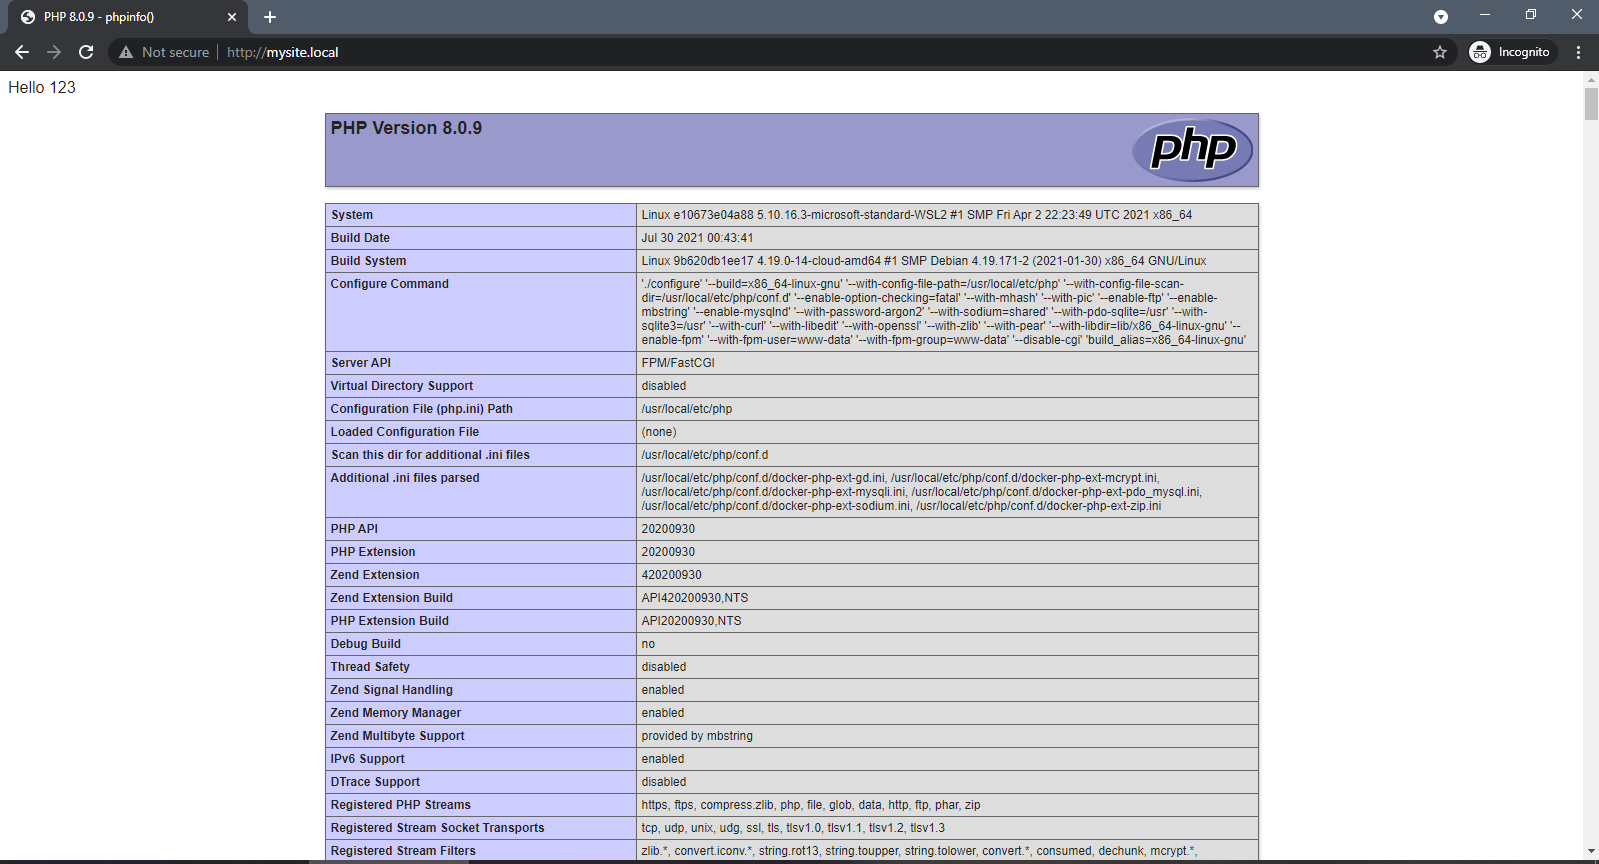 PHP 8.0.9 - phpinfo()
Not secure http://mysite.local
Incognito
Hello 123
PHP Version 8.0.9
php
System Linux e10673e04a88 5.10.16.3-microsoft-standard-WSL2 #1 SMP Fri Apr 2 22:23:49 UTC 2021 x86_64
Build Date Jul 30 2021 00:43:41
Build System Linux 9b620db1ee17 4.19.0-14-cloud-amd64 #1 SMP Debian 4.19.171-2 (2021-01-30) x86_64 GNU/Linux
Configure Command './configure' '--build=x86_64-linux-gnu' '--with-config-file-path=/usr/local/etc/php' '--with-config-file-scan-
dir=/usr/local/etc/php/conf.d' '--enable-option-checking=fatal' '--with-mhash' '--with-pic' '--enable-ftp' '--enable-
mbstring' '--enable-mysqlnd' '--with-password-argon2' '--with-sodium=shared' '--with-pdo-sqlite=/usr' '--with-
sqlite3=/usr' '--with-curl' '--with-libedit' '--with-openssl' '--with-zlib' '--with-pear' '--with-libdir=lib/x86_64-linux-gnu' '--
enable-fpm' '--with-fpm-user=www-data' '--with-fpm-group=www-data' '--disable-cgi' 'build_alias=x86_64-linux-gnu'
Server API FPM/FastCGI
Virtual Directory Support disabled
Configuration File (php.ini) Path /usr/local/etc/php
Loaded Configuration File (none)
Scan this dir for additional .ini files /usr/local/etc/php/conf.d
Additional .ini files parsed /usr/local/etc/php/conf.d/docker-php-ext-gd.ini, /usr/local/etc/php/conf.d/docker-php-ext-mcrypt.ini,
/usr/local/etc/php/conf.d/docker-php-ext-mysqli.ini, /usr/local/etc/php/conf.d/docker-php-ext-pdo_mysql.ini,
/usr/local/etc/php/conf.d/docker-php-ext-sodium.ini, /usr/local/etc/php/conf.d/docker-php-ext-zip.ini
PHP API 20200930
PHP Extension 20200930
Zend Extension 420200930
Zend Extension Build API420200930,NTS
PHP Extension Build API20200930,NTS
Debug Build no
Thread Safety disabled
Zend Signal Handling enabled
Zend Memory Manager enabled
Zend Multibyte Support provided by mbstring
IPv6 Support enabled
DTrace Support disabled
Registered PHP Streams https, ftps, compress.zlib, php, file, glob, data, http, ftp, phar, zip
Registered Stream Socket Transports tcp, udp, unix, udg, ssl, tls, tlsv1.0, tlsv1.1, tlsv1.2, tlsv1.3
Registered Stream Filters zlib.*, convert.iconv.*, string.rot13, string.toupper, string.tolower, convert.*, consumed, dechunk, mcrypt.*,